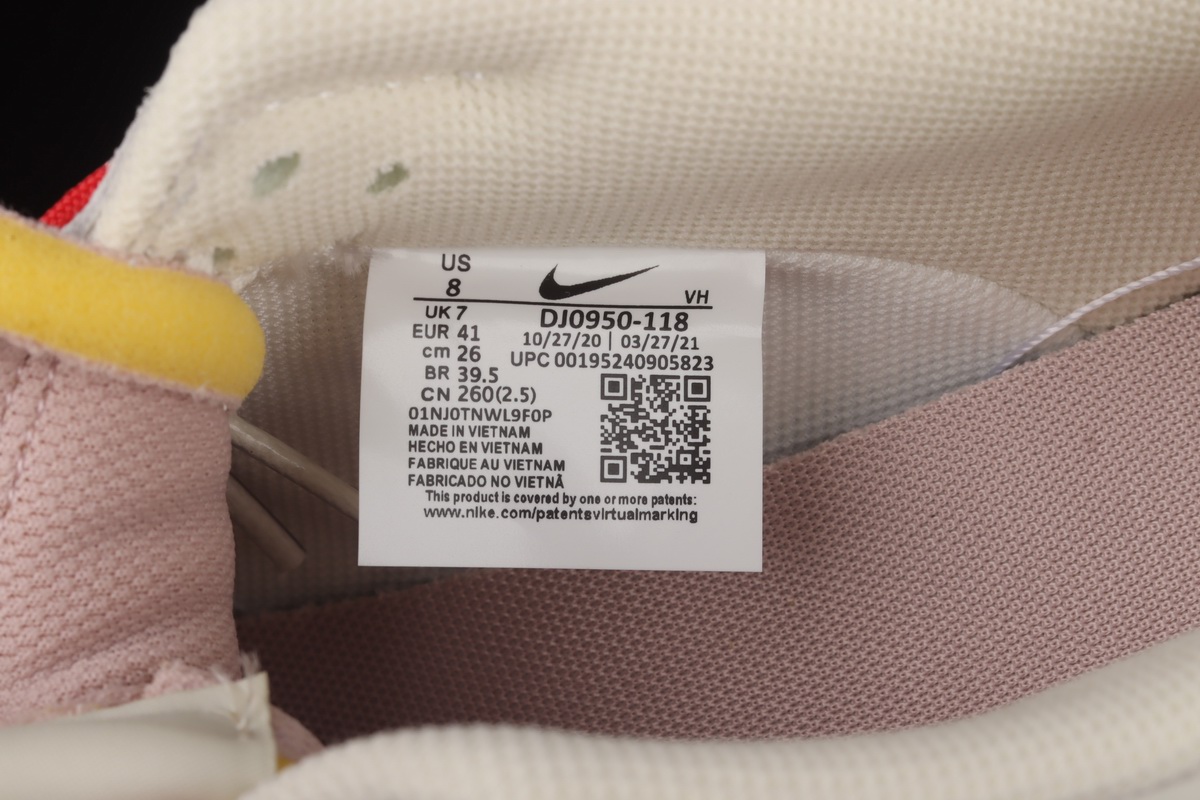 US
8
VH
UK 7
DJ0950-118
EUR 41
10/27/20 | 03/27/21
cm 26
UPC 00195240905823
BR 39.5
CN 260(2.5)
01NJ0TNWL9F0P
MADE IN VIETNAM
HECHO EN VIETNAM
FABRIQUE AU VIETNAM
FABRICADO NO VIETNÃ
This product is covered by one or more patents:
www.nike.com/patentsvirtualmarking